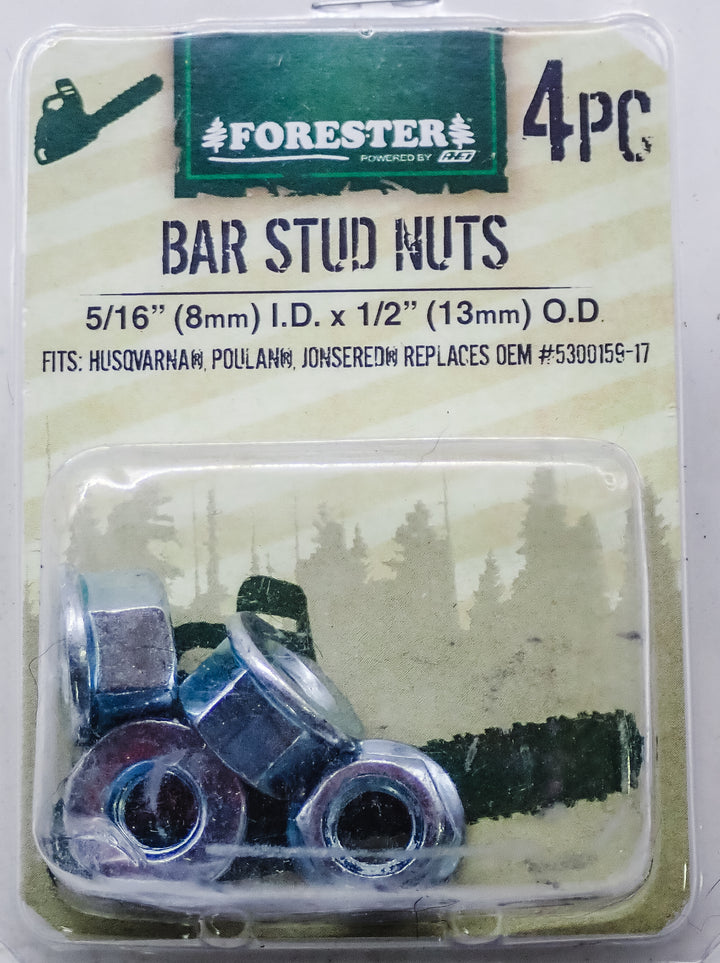 FORESTER
POWERED BY
4PC
BAR STUD NUTS
5/16” (8mm) I.D. x 1/2” (13mm) O.D.
FITS: HUSQVARNA®, POULAN®, JONSERED® REPLACES OEM #5300159-17